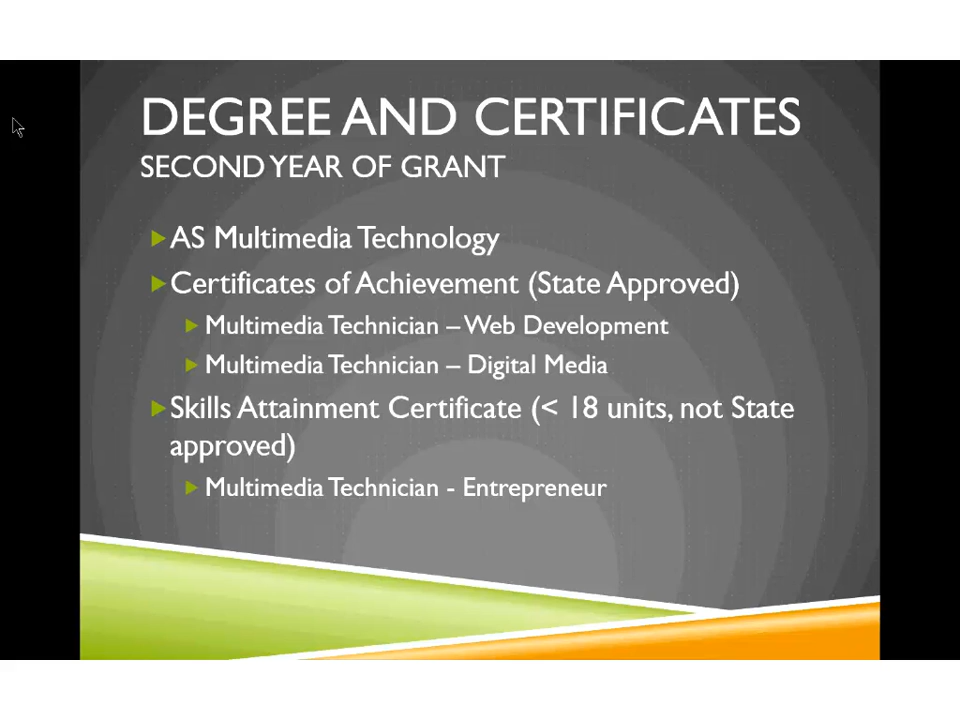 DEGREE AND CERTIFICATES
SECOND YEAR OF GRANT
AS Multimedia Technology
Certificates of Achievement (State Approved)
Multimedia Technician – Web Development
Multimedia Technician – Digital Media
Skills Attainment Certificate (< 18 units, not State
approved)
Multimedia Technician - Entrepreneur